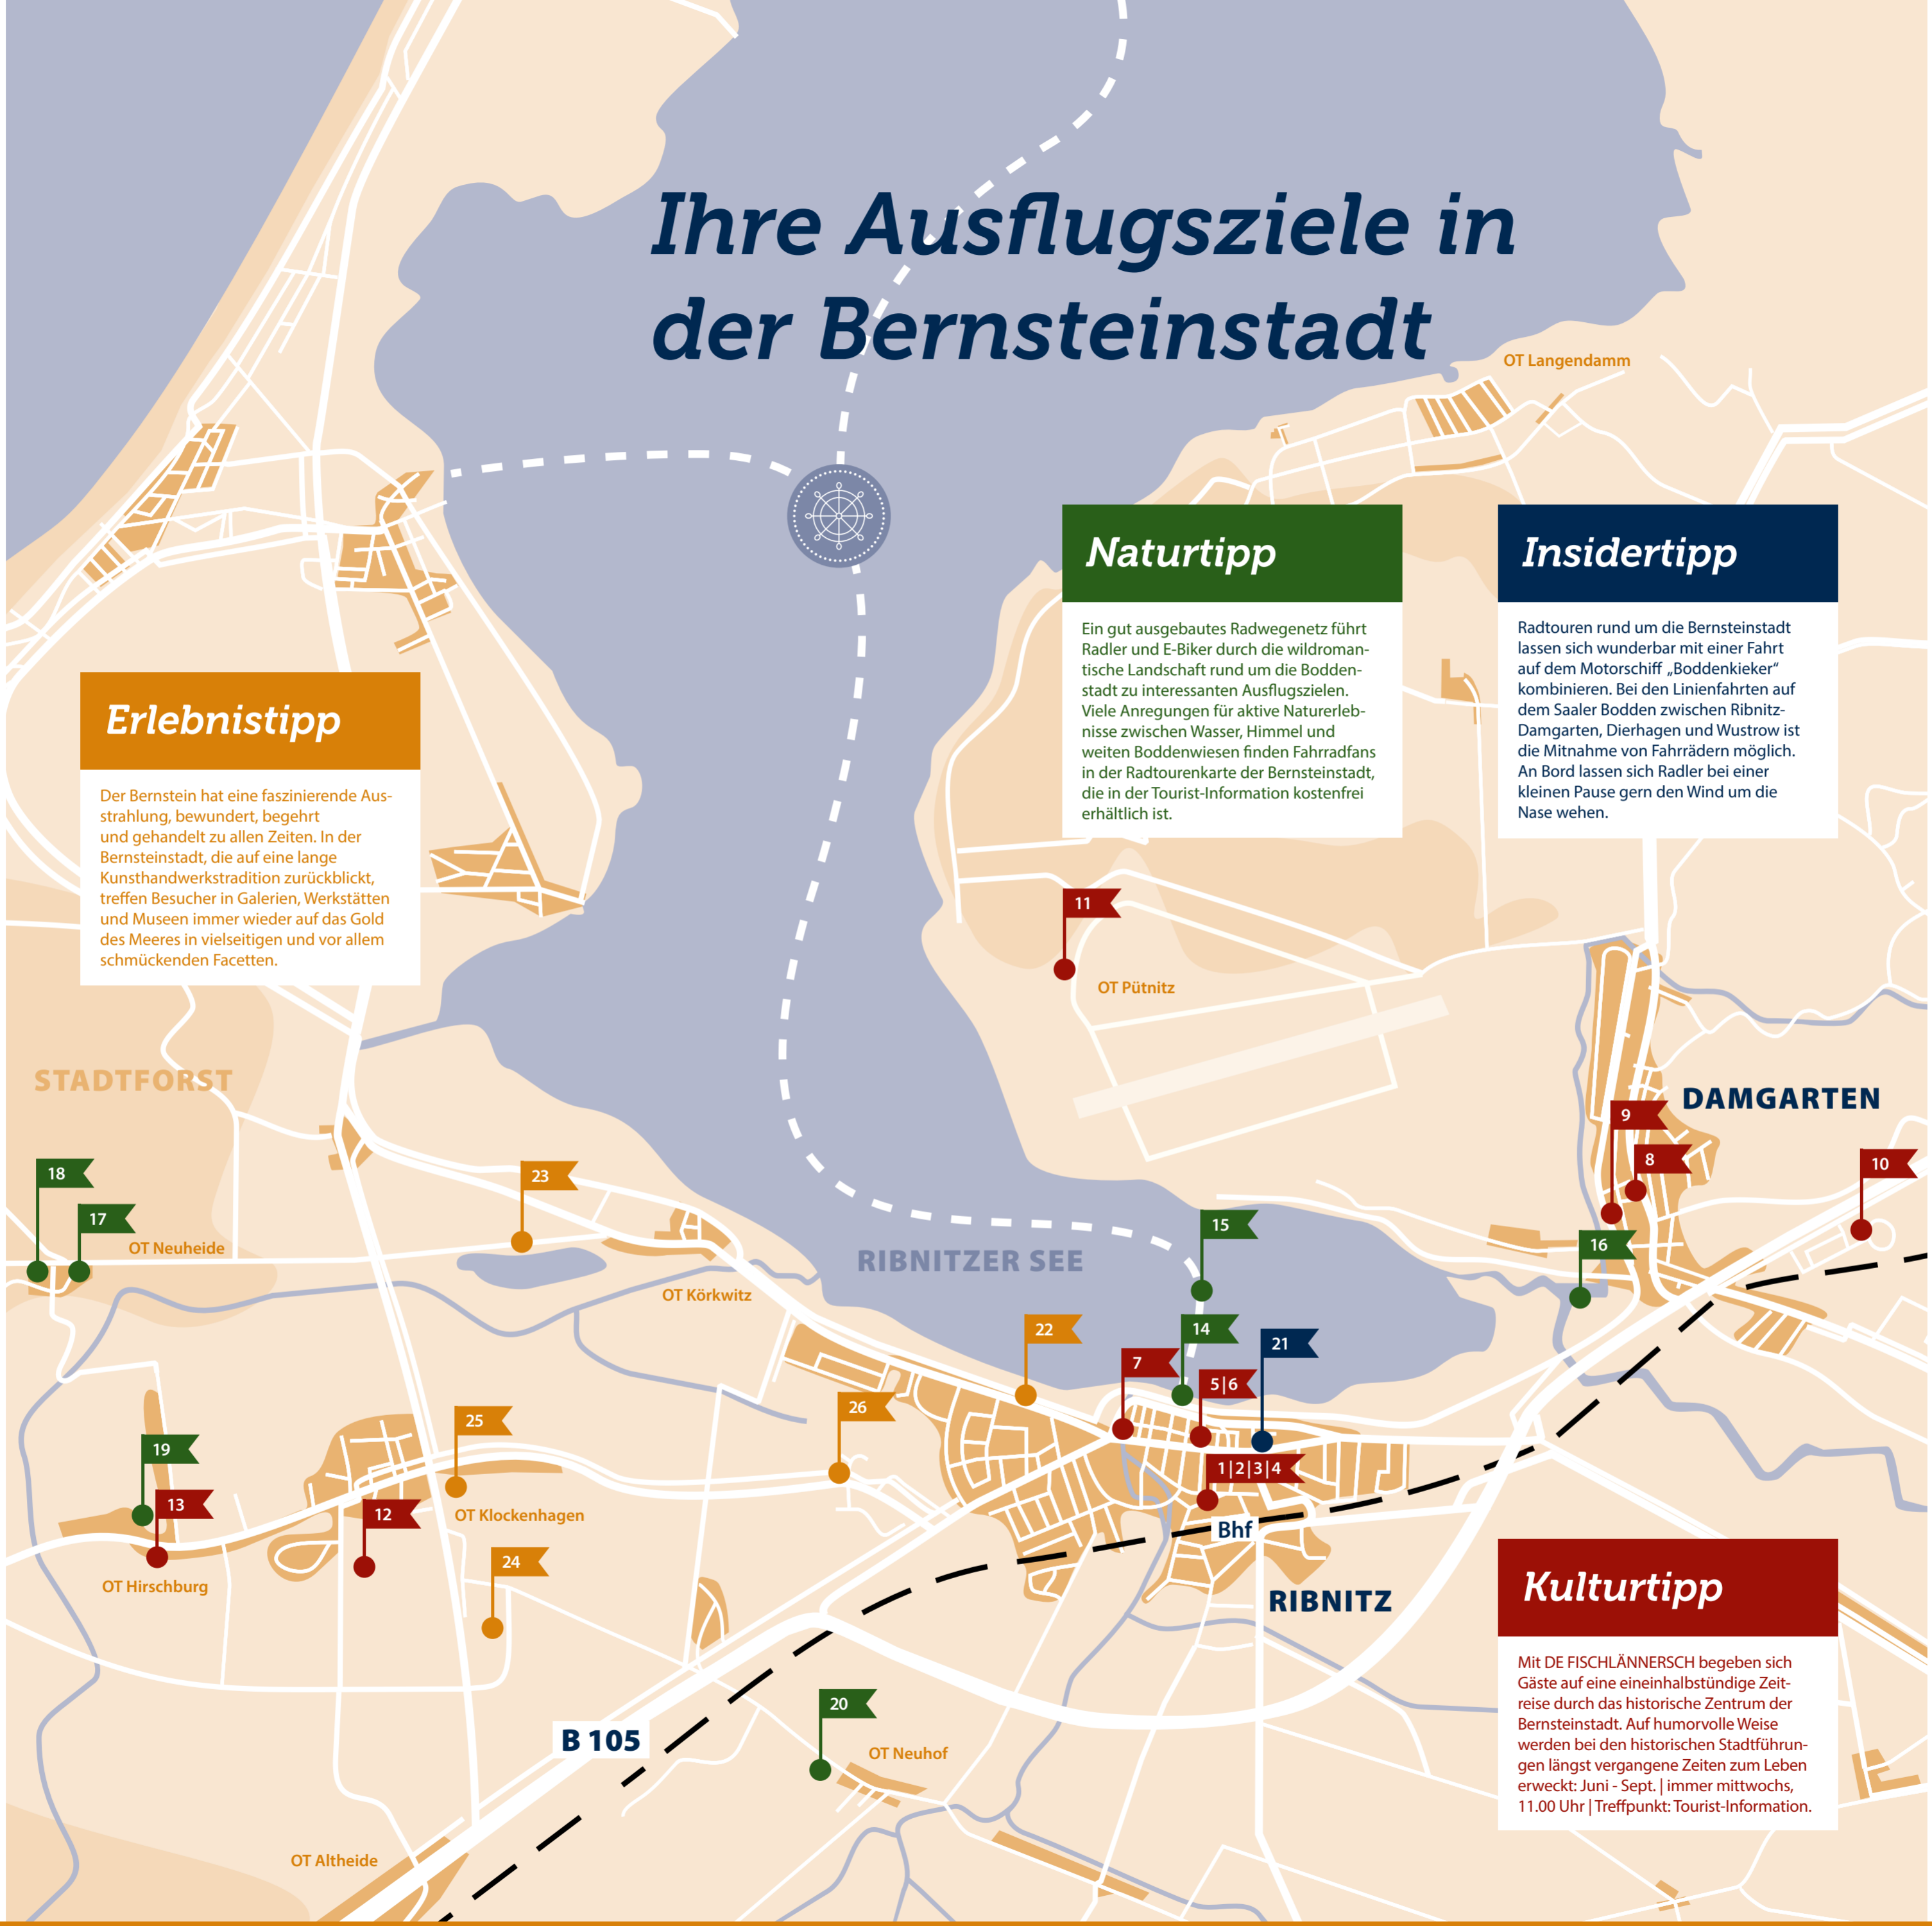 Ihre Ausflugsziele in
der Bernsteinstadt
OT Langendamm
Naturtipp
Ein gut ausgebautes Radwegenetz führt
Radler und E-Biker durch die wildroman-
tische Landschaft rund um die Bodden-
stadt zu interessanten Ausflugszielen.
Viele Anregungen für aktive Naturerleb-
nisse zwischen Wasser, Himmel und
weiten Boddenwiesen finden Fahrradfans
in der Radtourenkarte der Bernsteinstadt,
die in der Tourist-Information kostenfrei
erhältlich ist.
Insidertipp
Radtouren rund um die Bernsteinstadt
lassen sich wunderbar mit einer Fahrt
auf dem Motorschiff „Boddenkieker“
kombinieren. Bei den Linienfahrten auf
dem Saaler Bodden zwischen Ribnitz-
Damgarten, Dierhagen und Wustrow ist
die Mitnahme von Fahrrädern möglich.
An Bord lassen sich Radler bei einer
kleinen Pause gern den Wind um die
Nase wehen.
Erlebnistipp
Der Bernstein hat eine faszinierende Aus-
strahlung, bewundert, begehrt
und gehandelt zu allen Zeiten. In der
Bernsteinstadt, die auf eine lange
Kunsthandwerkstradition zurückblickt,
treffen Besucher in Galerien, Werkstätten
und Museen immer wieder auf das Gold
des Meeres in vielseitigen und vor allem
schmückenden Facetten.
11
OT Pütnitz
STADTFORST
DAMGARTEN
9
8
10
18
23
17
15
OT Neuheide
16
RIBNITZER SEE
OT Körkwitz
22
14
21
7
5|6
26
25
19
1|2|3|4
13
12
OT Klockenhagen
Bhf
24
OT Hirschburg
RIBNITZ
Kulturtipp
Mit DE FISCHLÄNNERSCH begeben sich
Gäste auf eine eineinhalbstündige Zeit-
reise durch das historische Zentrum der
Bernsteinstadt. Auf humorvolle Weise
werden bei den historischen Stadtführun-
gen längst vergangene Zeiten zum Leben
erweckt: Juni - Sept. | immer mittwochs,
11.00 Uhr | Treffpunkt: Tourist-Information.
20
B 105
OT Neuhof
OT Altheide